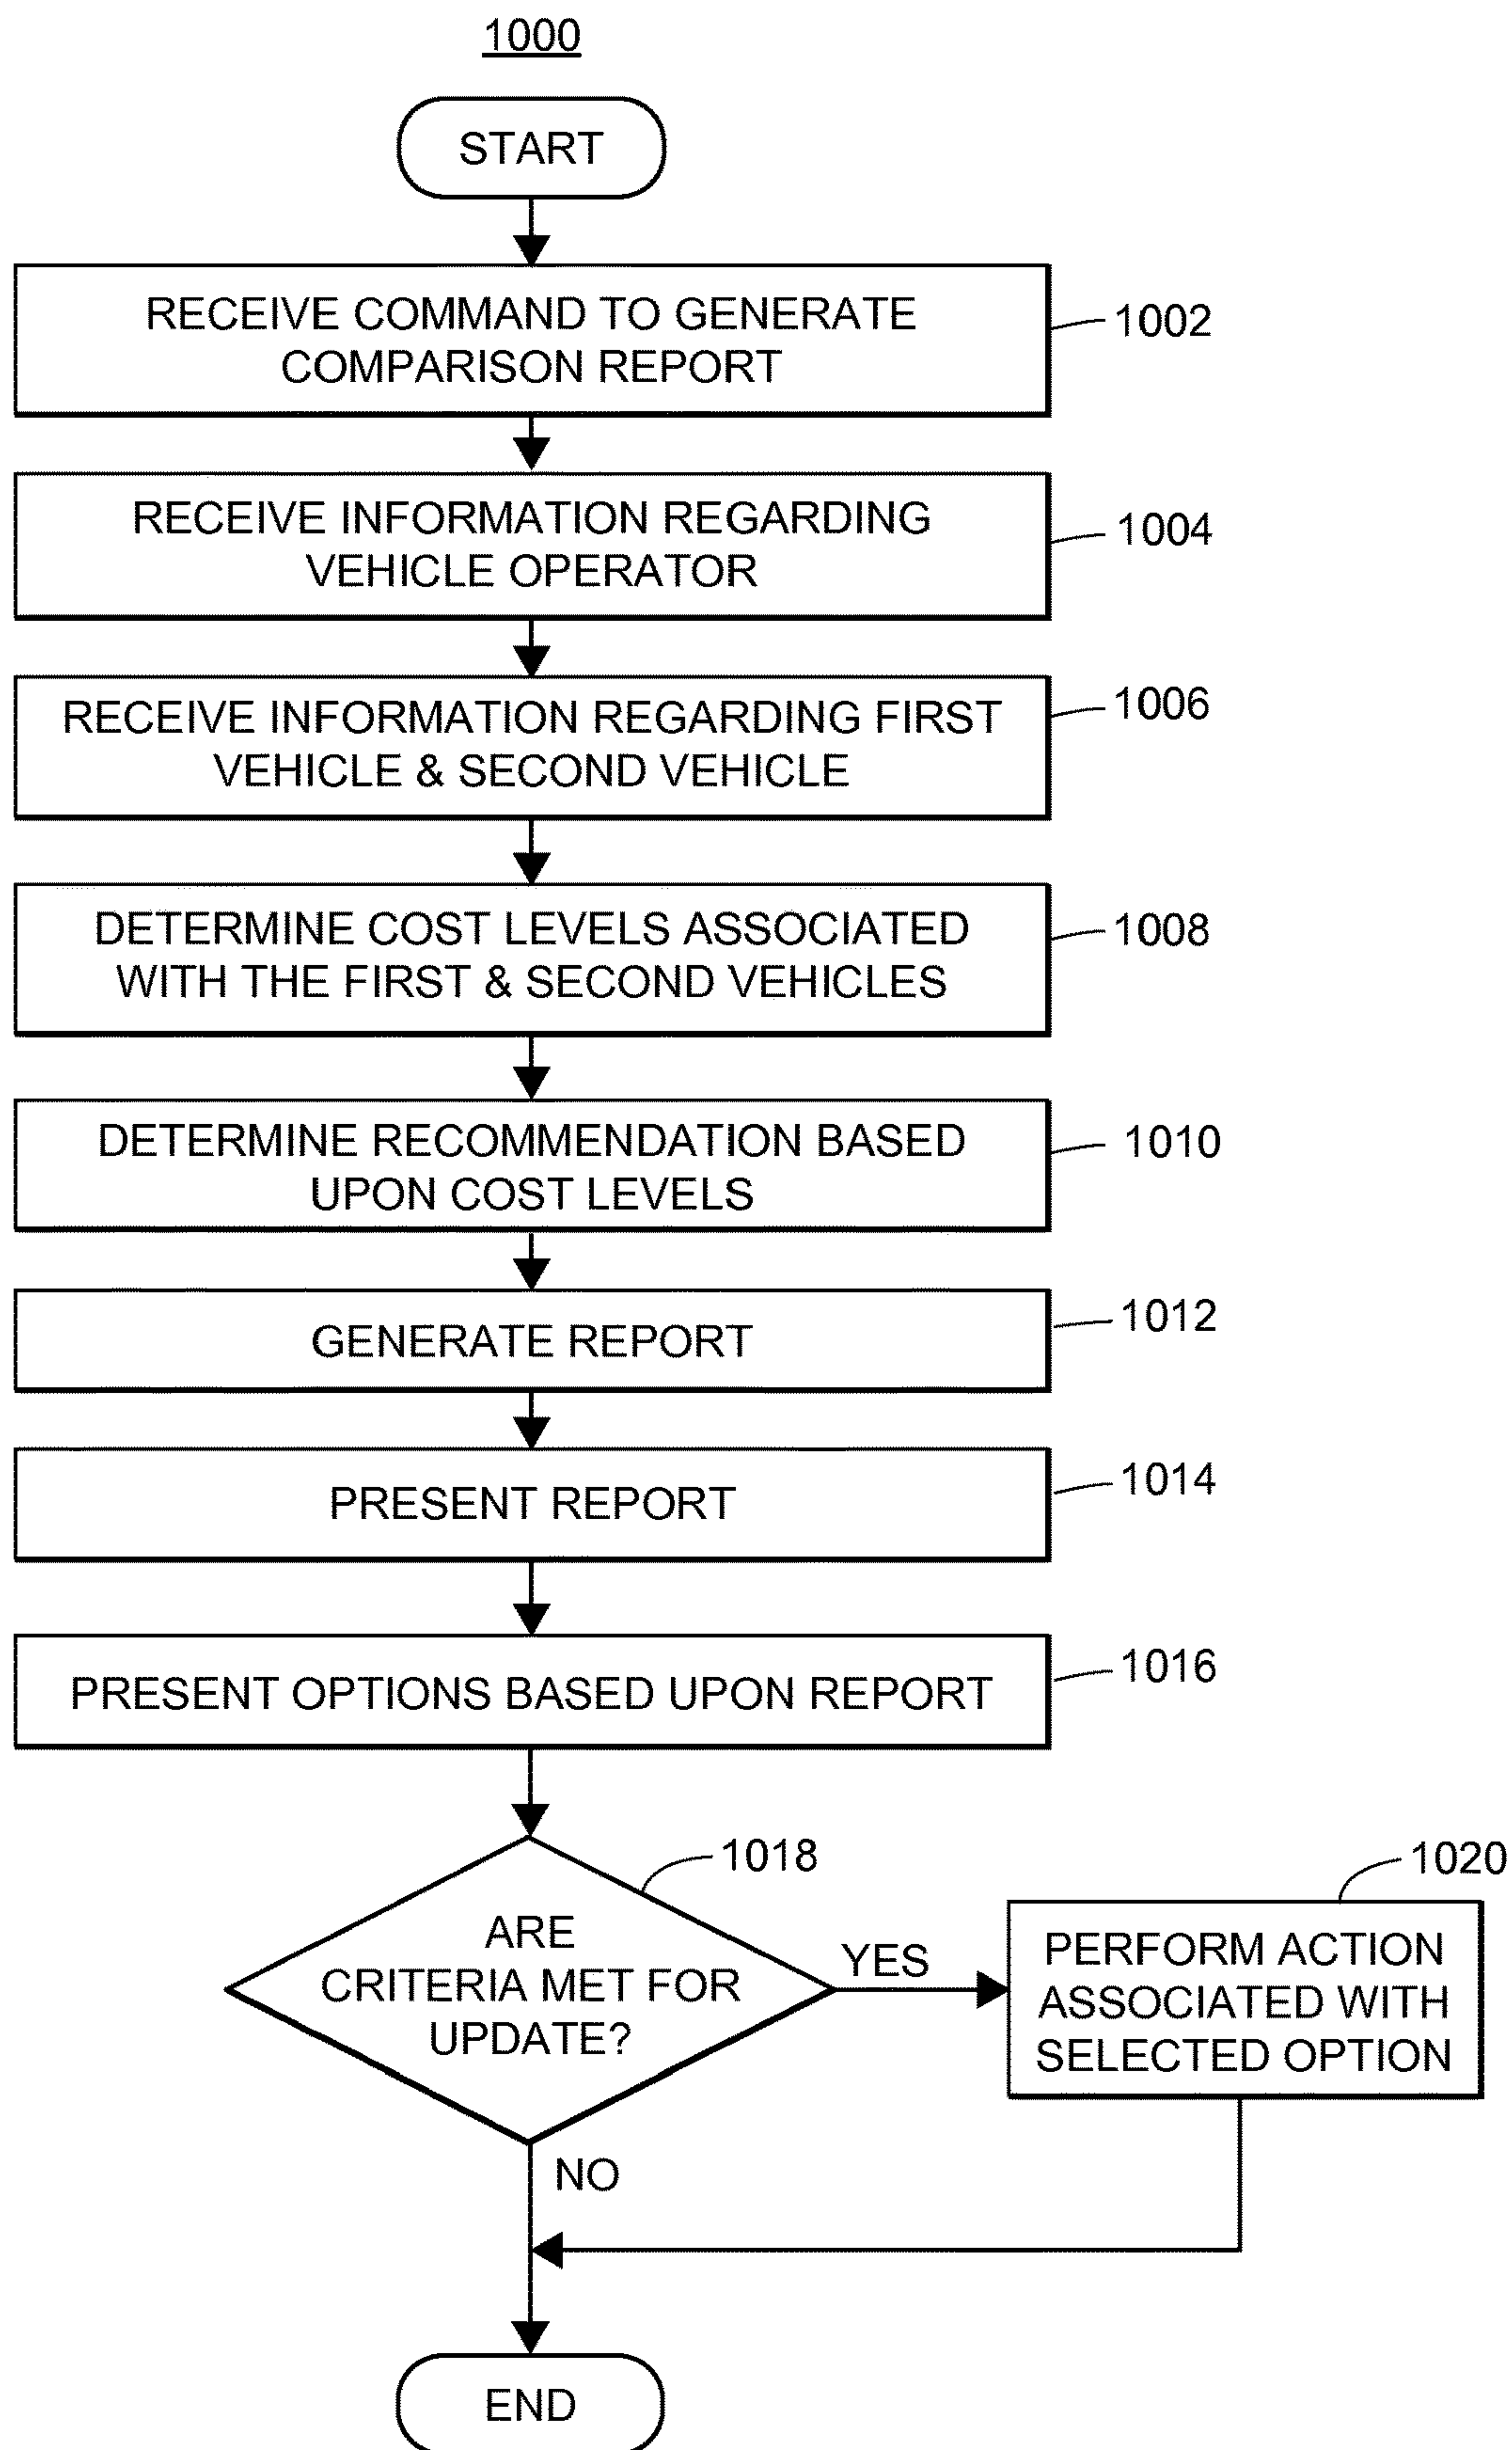 1000
START
RECEIVE COMMAND TO GENERATE
COMPARISON REPORT
1002
RECEIVE INFORMATION REGARDING
VEHICLE OPERATOR
1004
RECEIVE INFORMATION REGARDING FIRST
VEHICLE & SECOND VEHICLE
1006
DETERMINE COST LEVELS ASSOCIATED
WITH THE FIRST & SECOND VEHICLES
1008
DETERMINE RECOMMENDATION BASED
UPON COST LEVELS
1010
GENERATE REPORT
1012
PRESENT REPORT
1014
PRESENT OPTIONS BASED UPON REPORT
1016
ARE
CRITERIA MET FOR
UPDATE?
1018
YES
PERFORM ACTION
ASSOCIATED WITH
SELECTED OPTION
1020
NO
END